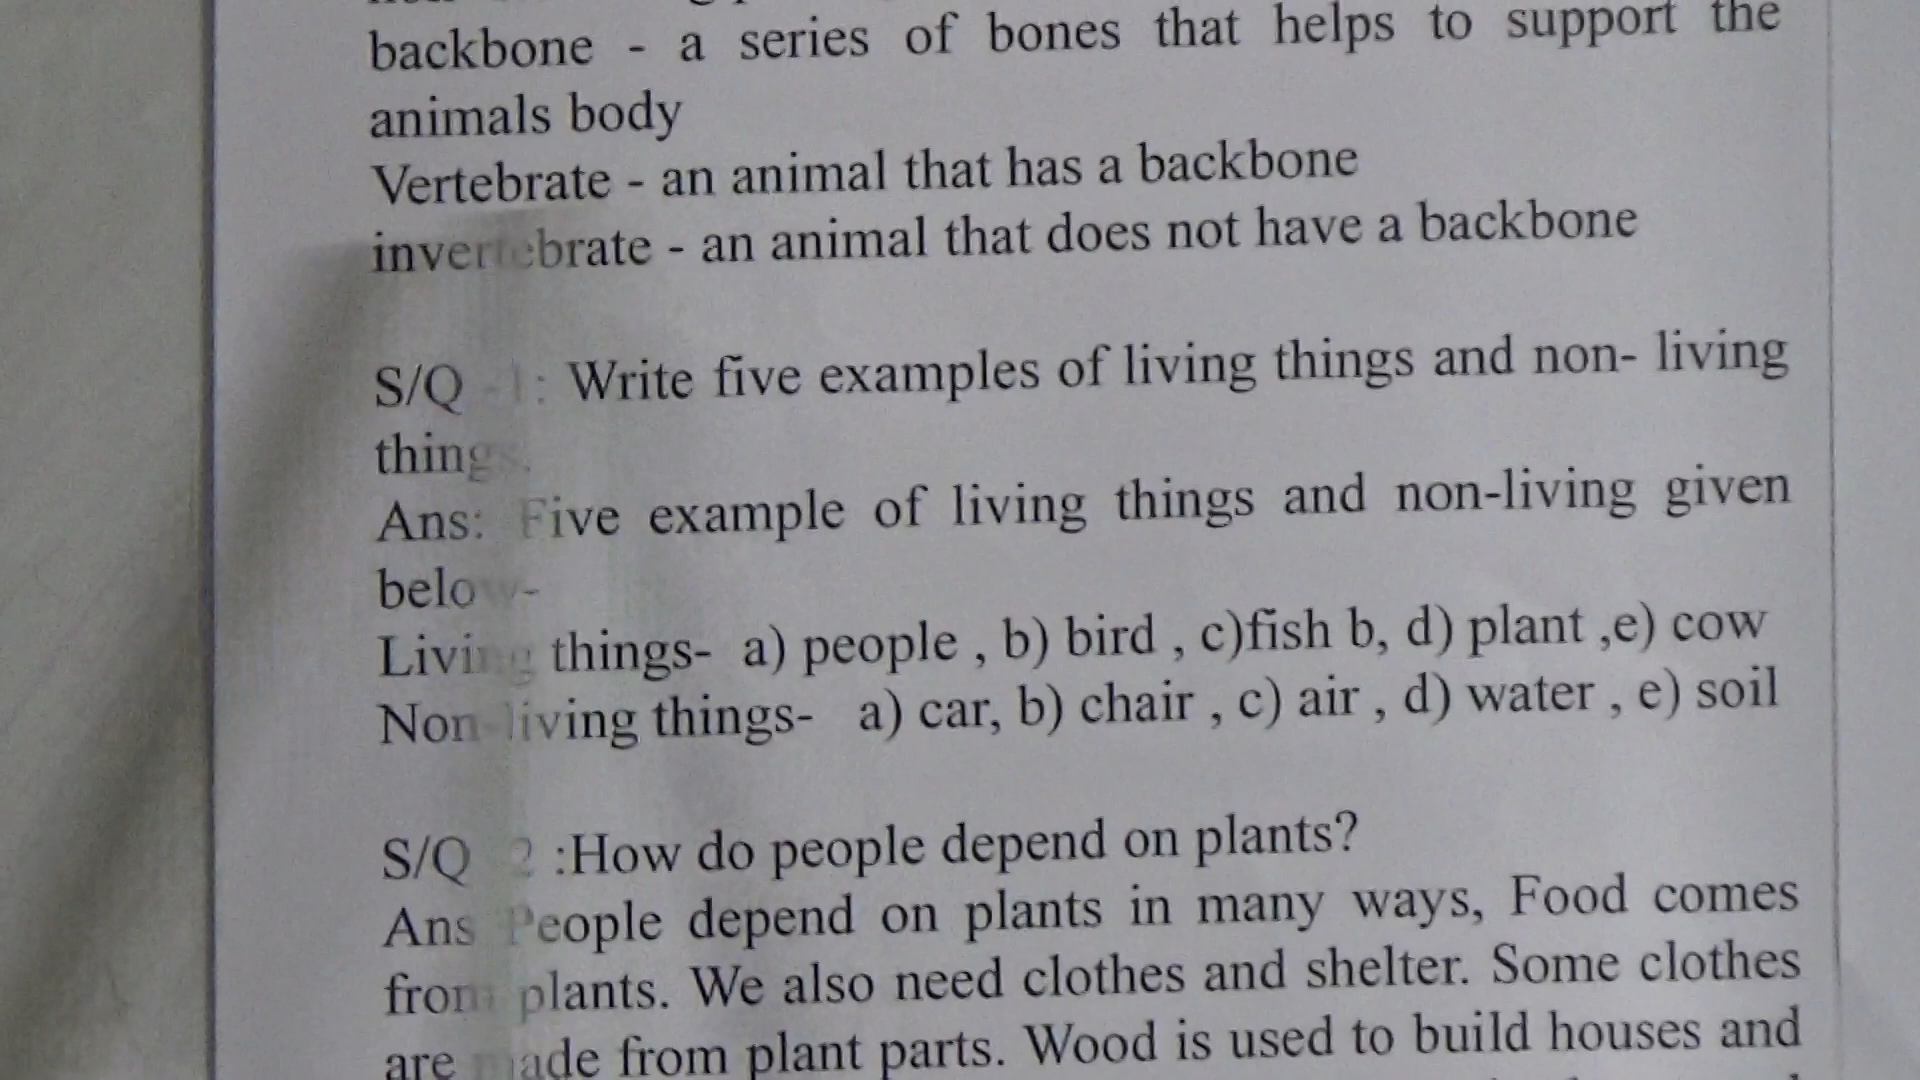 backbone - a series of bones that helps to support the
animals body
Vertebrate - an animal that has a backbone
invertebrate - an animal that does not have a backbone
S/Q -1: Write five examples of living things and non- living
things.
Ans: Five example of living things and non-living given
below-
Living things- a) people , b) bird , c)fish b, d) plant ,e) cow
Non-living things- a) car, b) chair , c) air , d) water , e) soil
S/Q 2 :How do people depend on plants?
Ans People depend on plants in many ways, Food comes
from plants. We also need clothes and shelter. Some clothes
are made from plant parts. Wood is used to build houses and